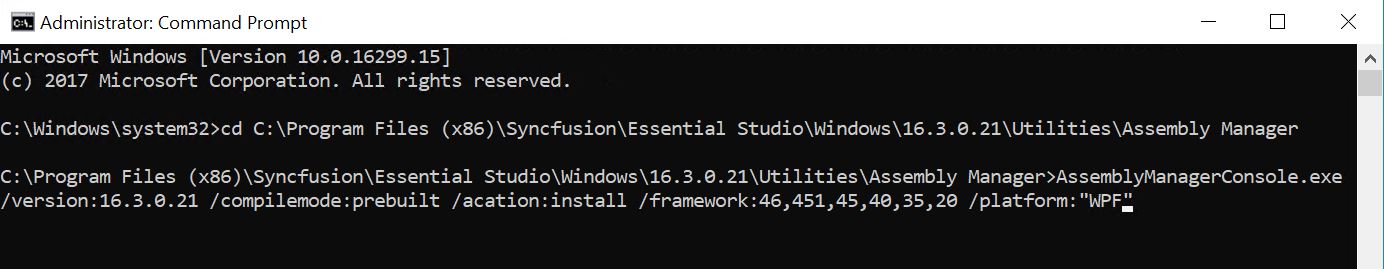 Administrator: Command Prompt
Microsoft Windows [Version 10.0.16299.15]
(c) 2017 Microsoft Corporation. All rights reserved.
C:\Windows\system32>cd C:\Program Files (x86)\Syncfusion\Essential Studio\Windows\16.3.0.21\Utilities\Assembly Manager
C:\Program Files (x86)\Syncfusion\Essential Studio\Windows\16.3.0.21\Utilities\Assembly Manager>AssemblyManagerConsole.exe
/version:16.3.0.21 /compilemode:prebuilt /acation:install /framework:46,451,45,40,35,20 /platform:"WPF"